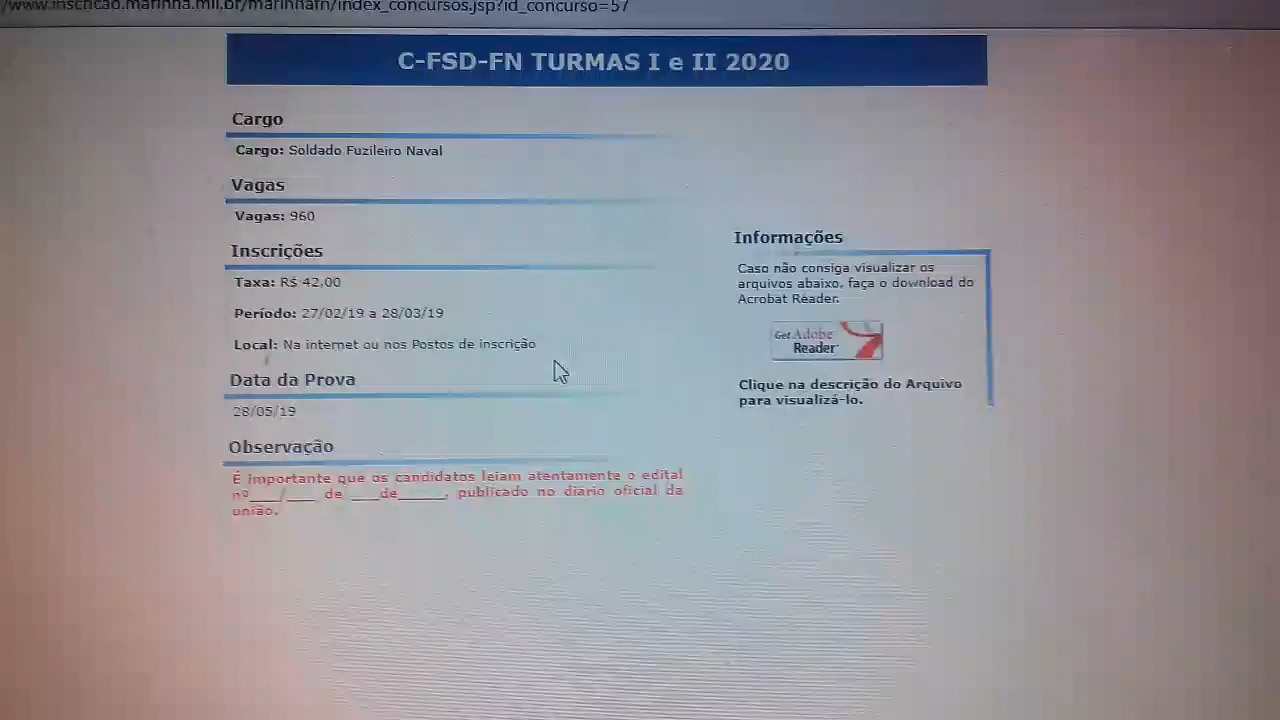 /www.inscricao.marinha.mil.br/marinhafn/index_concursos.jsp?id_concurso=57
C-FSD-FN TURMAS I e II 2020
Cargo
Cargo: Soldado Fuzileiro Naval
Vagas
Vagas: 960
Inscrições
Taxa: R$ 42,00
Período: 27/02/19 a 28/03/19
Local: Na internet ou nos Postos de inscrição
Data da Prova
28/05/19
Observação
É importante que os candidatos leiam atentamente o edital
nº____/____ de ____de______, publicado no diario oficial da
união.
Informações
Caso não consiga visualizar os
arquivos abaixo, faça o download do
Acrobat Reader.
Get Adobe
Reader
Clique na descrição do Arquivo
para visualizá-lo.